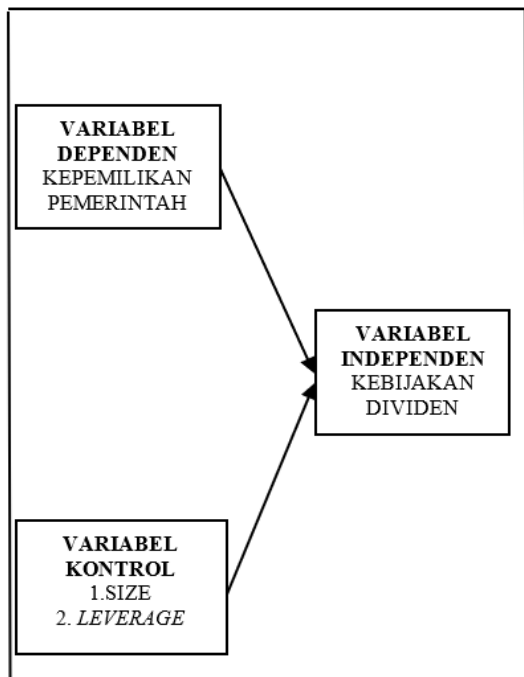 VARIABEL
DEPENDEN
KEPEMILIKAN
PEMERINTAH
VARIABEL
INDEPENDEN
KEBIJAKAN
DIVIDEN
VARIABEL
KONTROL
1.SIZE
2. LEVERAGE